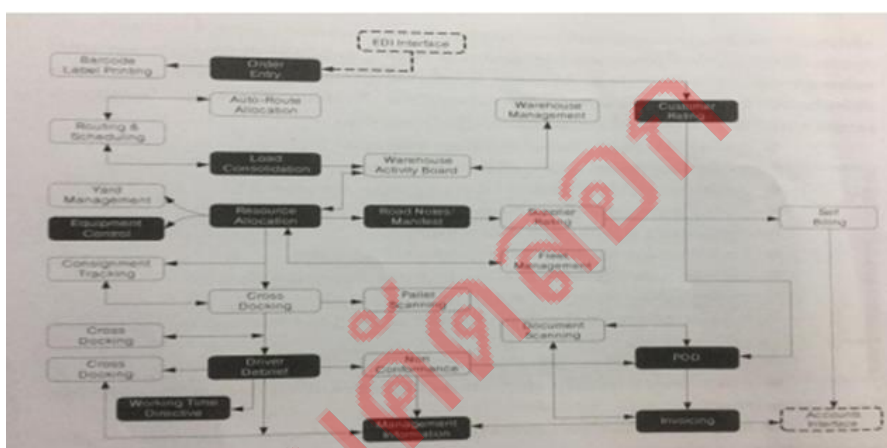 EDI Interface
Barcode
Label Printing
Order
Entry
Auto-Route
Allocation
Warehouse
Management
Customer
Rating
Routing &
Scheduling
Load
Consolidation
Warehouse
Activity Board
Yard
Management
Equipment
Control
Resource
Allocation
Road Notes/
Manifest
Supplier
Rating
Self
Billing
Consignment
Tracking
Fleet
Management
Cross
Docking
Pallet
Scanning
Cross
Docking
Document
Scanning
Cross
Docking
Driver
Debrief
Non
Conformance
POD
Working Time
Directive
Management
Information
Invoicing
Accounts
Interface